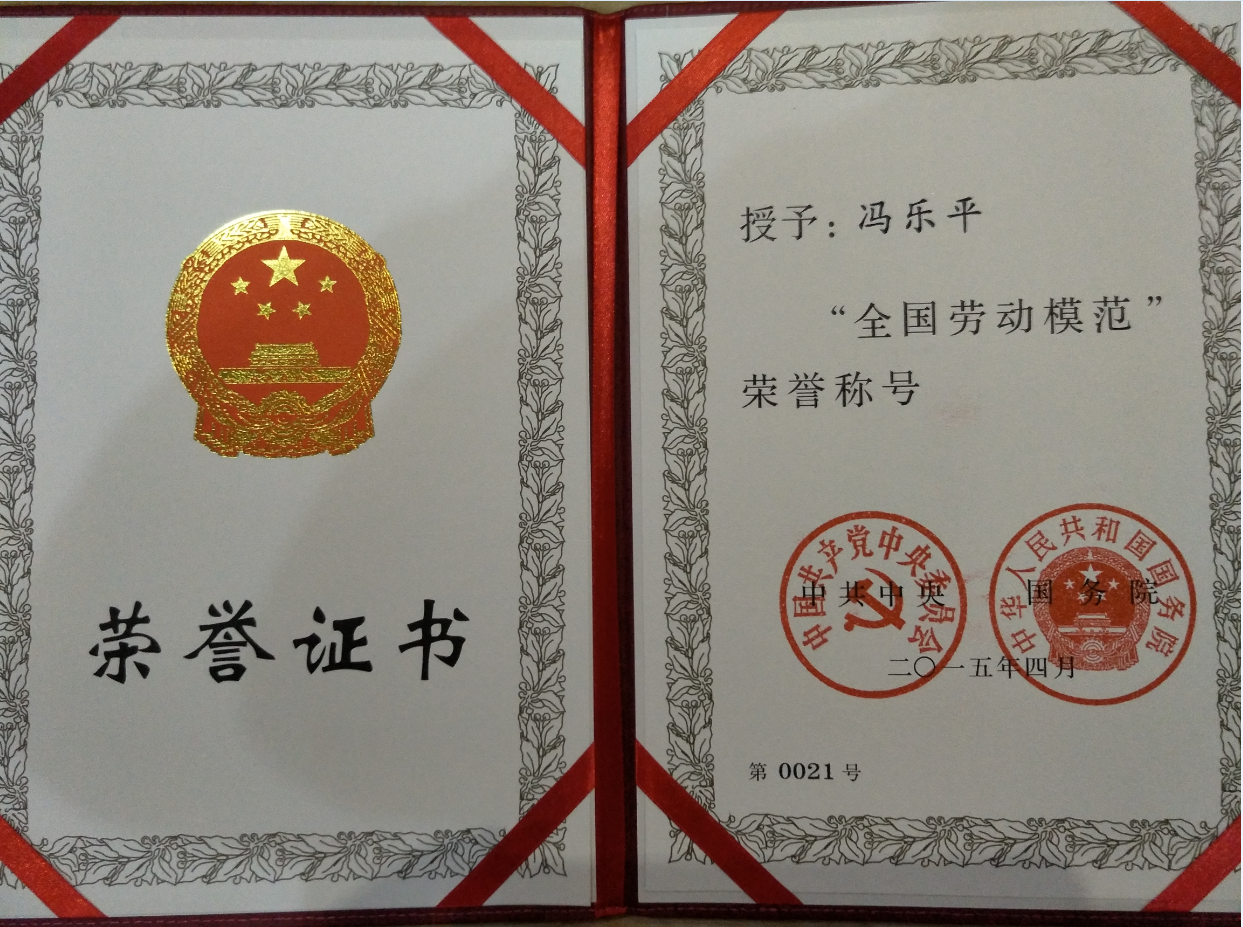 荣誉证书
授予：冯乐平
“全国劳动模范”
荣誉称号
中国共产党中央委员会
中华人民共和国国务院
中共中央 国务院
二〇一五年四月
第 0021 号